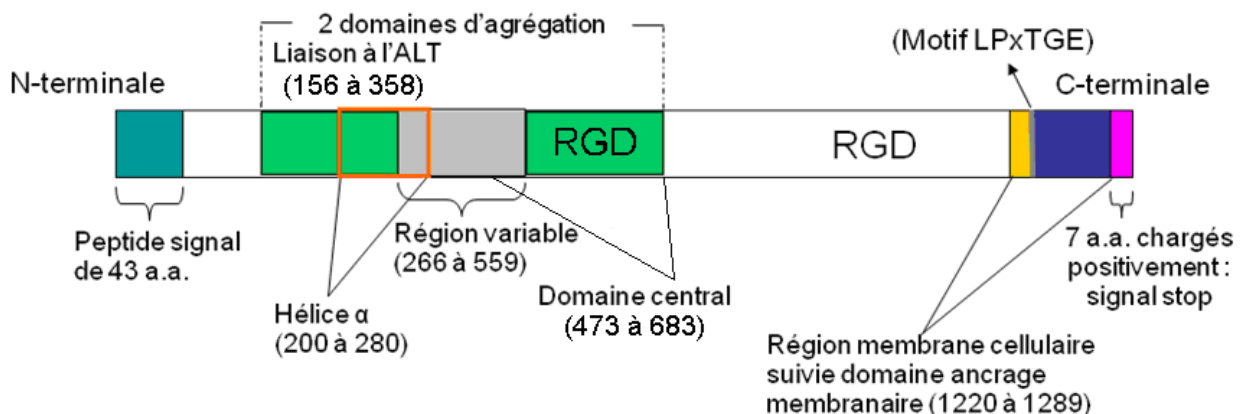 2 domaines d'agrégation
Liaison à l'ALT
(156 à 358)
(Motif LPxTGE)
N-terminale
C-terminale
RGD
RGD
Peptide signal
de 43 a.a.
Région variable
(266 à 559)
Hélice α
(200 à 280)
Domaine central
(473 à 683)
7 a.a. chargés
positivement :
signal stop
Région membrane cellulaire
suivie domaine ancrage
membranaire (1220 à 1289)